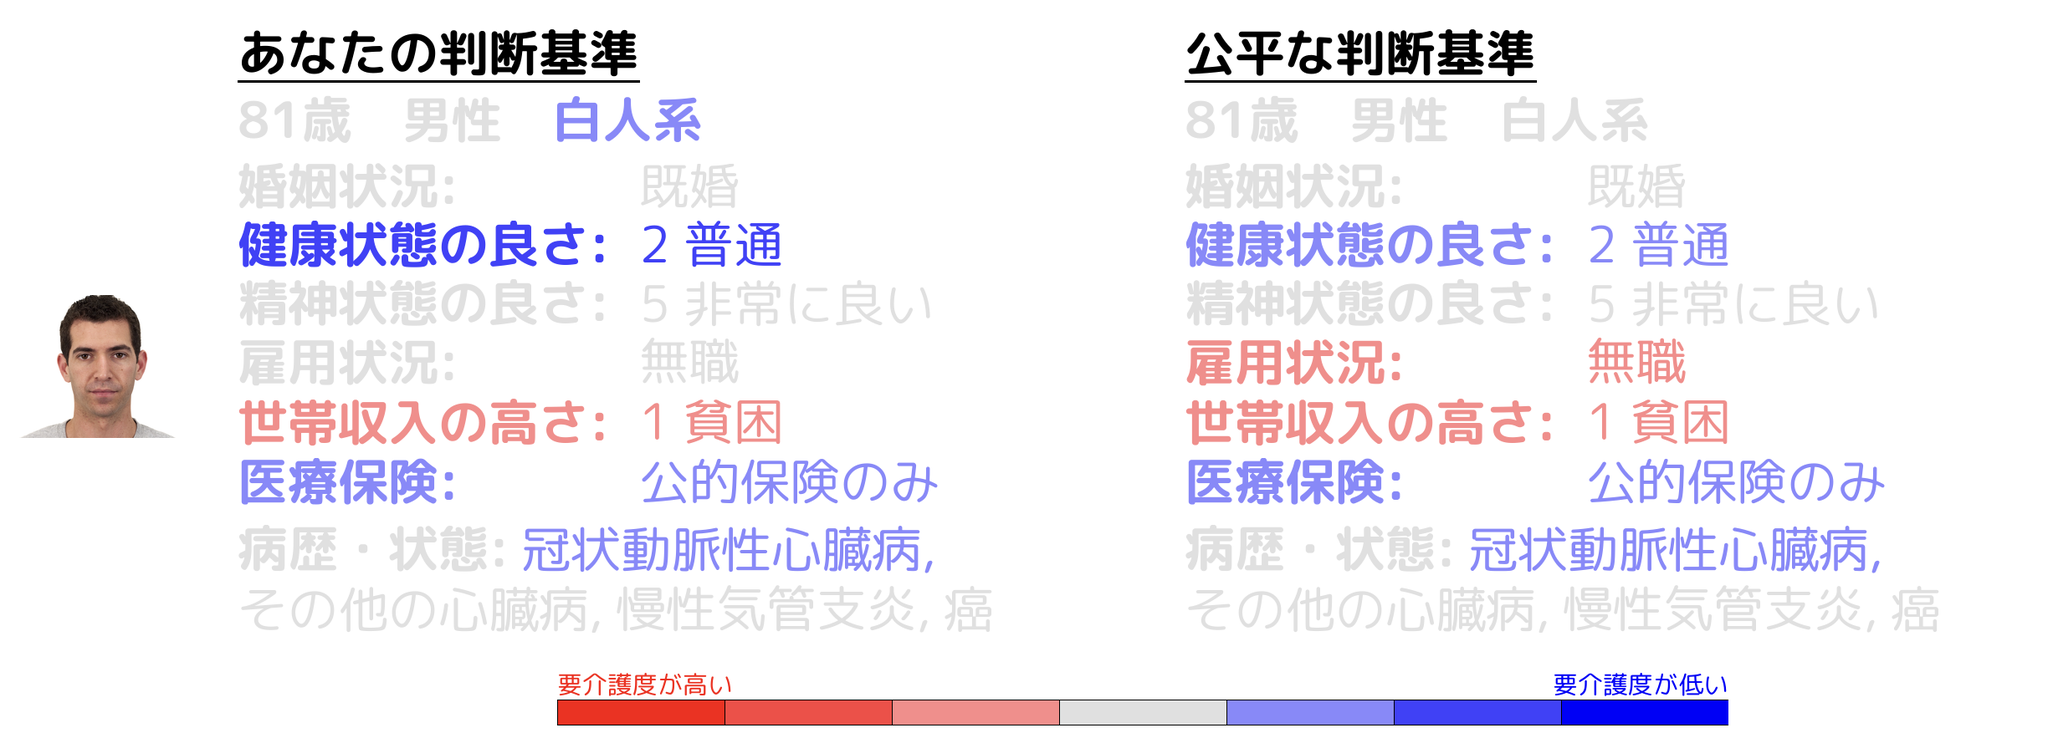 あなたの判断基準
81歳 男性 白人系
婚姻状況: 既婚
健康状態の良さ: 2 普通
精神状態の良さ: 5 非常に良い
雇用状況: 無職
世帯収入の高さ: 1 貧困
医療保険: 公的保険のみ
病歴・状態: 冠状動脈性心臓病,
その他の心臓病, 慢性気管支炎, 癌
公平な判断基準
81歳 男性 白人系
婚姻状況: 既婚
健康状態の良さ: 2 普通
精神状態の良さ: 5 非常に良い
雇用状況: 無職
世帯収入の高さ: 1 貧困
医療保険: 公的保険のみ
病歴・状態: 冠状動脈性心臓病,
その他の心臓病, 慢性気管支炎, 癌
要介護度が高い
要介護度が低い